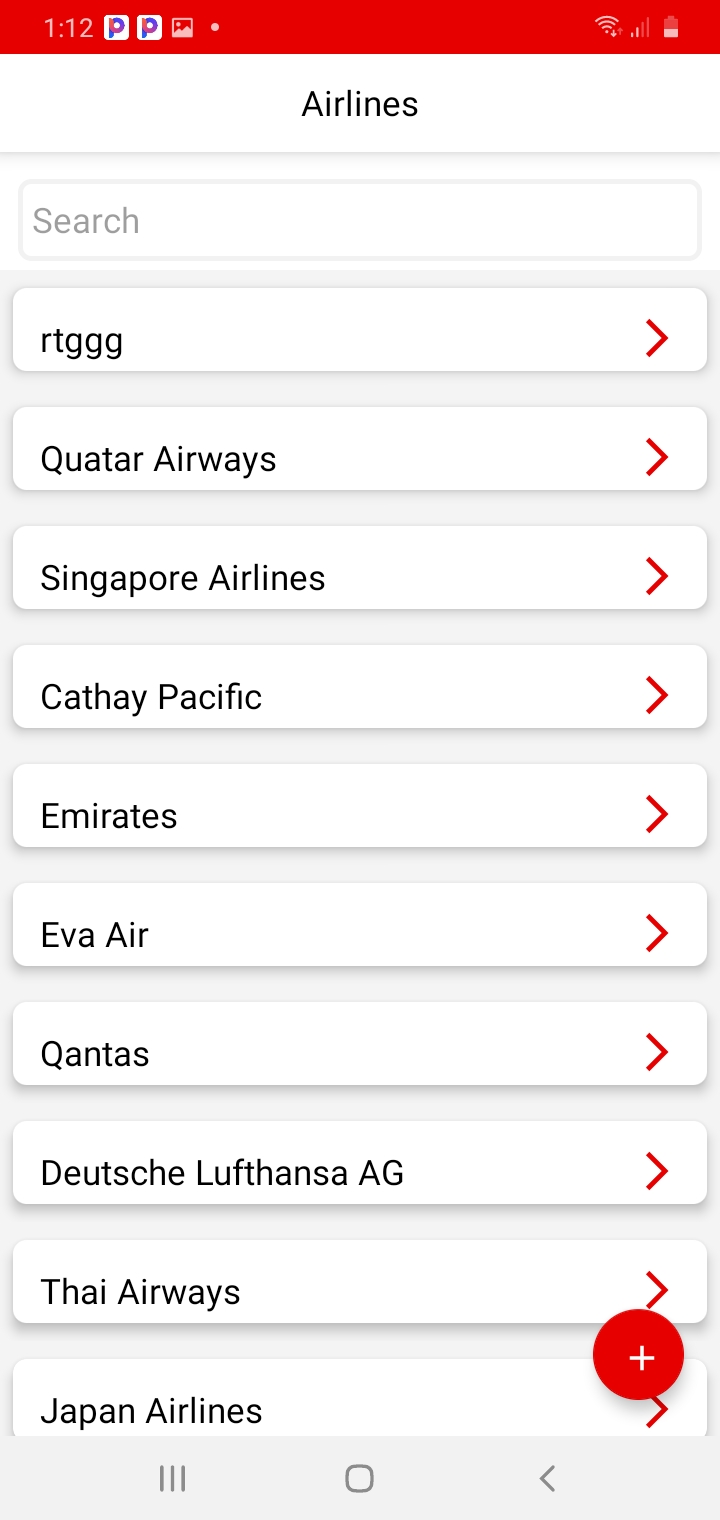 1:12
Airlines
Search
rtggg
Quatar Airways
Singapore Airlines
Cathay Pacific
Emirates
Eva Air
Qantas
Deutsche Lufthansa AG
Thai Airways
+
Japan Airlines